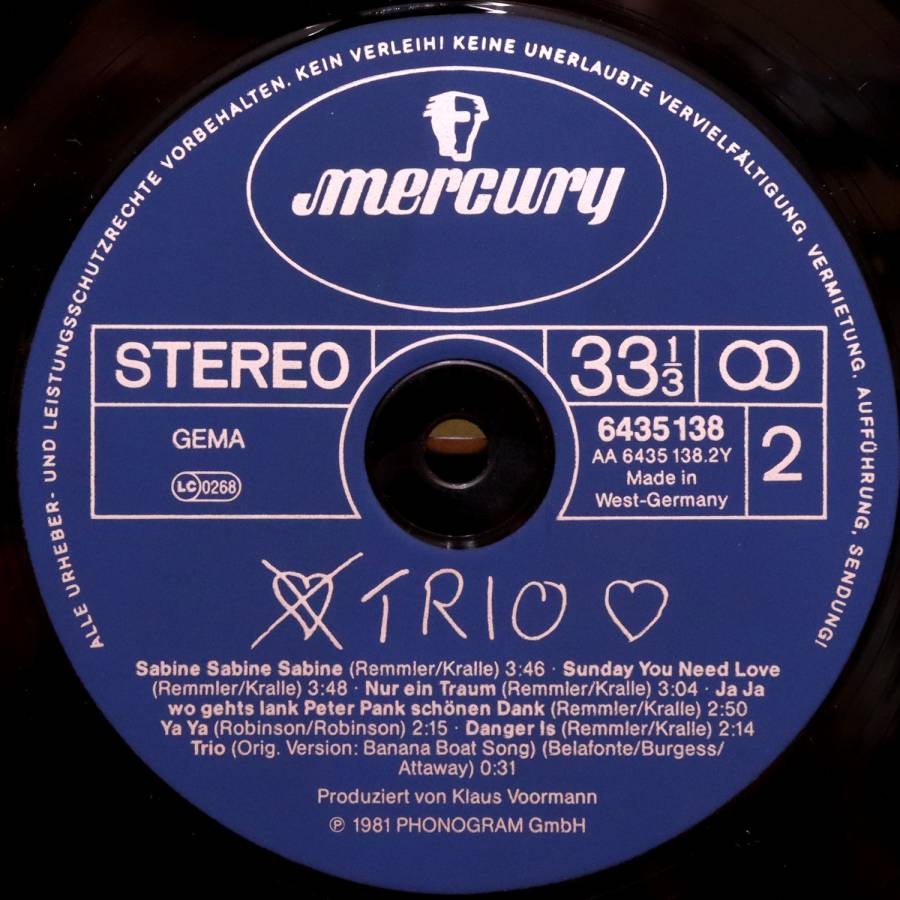 ALLE URHEBER- UND LEISTUNGSSCHUTZRECHTE VORBEHALTEN. KEIN VERLEIH! KEINE UNERLAUBTE VERVIELFÄLTIGUNG, VERMIETUNG, AUFFÜHRUNG, SENDUNG!
mercury
STEREO
33 1/3
GEMA
LC 0268
6435 138
AA 6435 138.2Y
Made in
West-Germany
2
TRIO
Sabine Sabine Sabine (Remmler/Kralle) 3:46 · Sunday You Need Love
(Remmler/Kralle) 3:48 · Nur ein Traum (Remmler/Kralle) 3:04 · Ja Ja
wo gehts lank Peter Pank schönen Dank (Remmler/Kralle) 2:50
Ya Ya (Robinson/Robinson) 2:15 · Danger Is (Remmler/Kralle) 2:14
Trio (Orig. Version: Banana Boat Song) (Belafonte/Burgess/
Attaway) 0:31
Produziert von Klaus Voormann
℗ 1981 PHONOGRAM GmbH